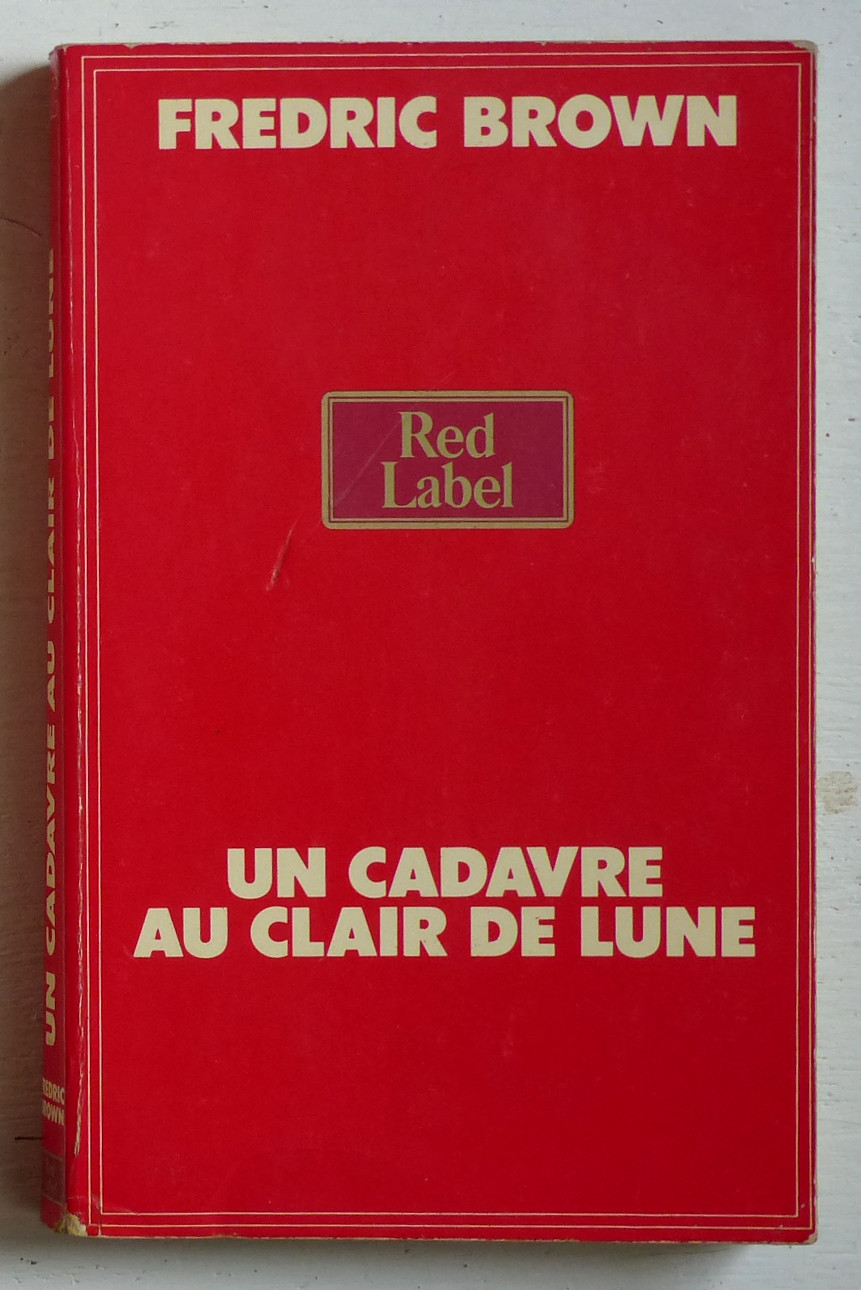 FREDRIC BROWN
Red
Label
UN CADAVRE
AU CLAIR DE LUNE
UN CADAVRE AU CLAIR DE LUNE
FREDRIC
BROWN